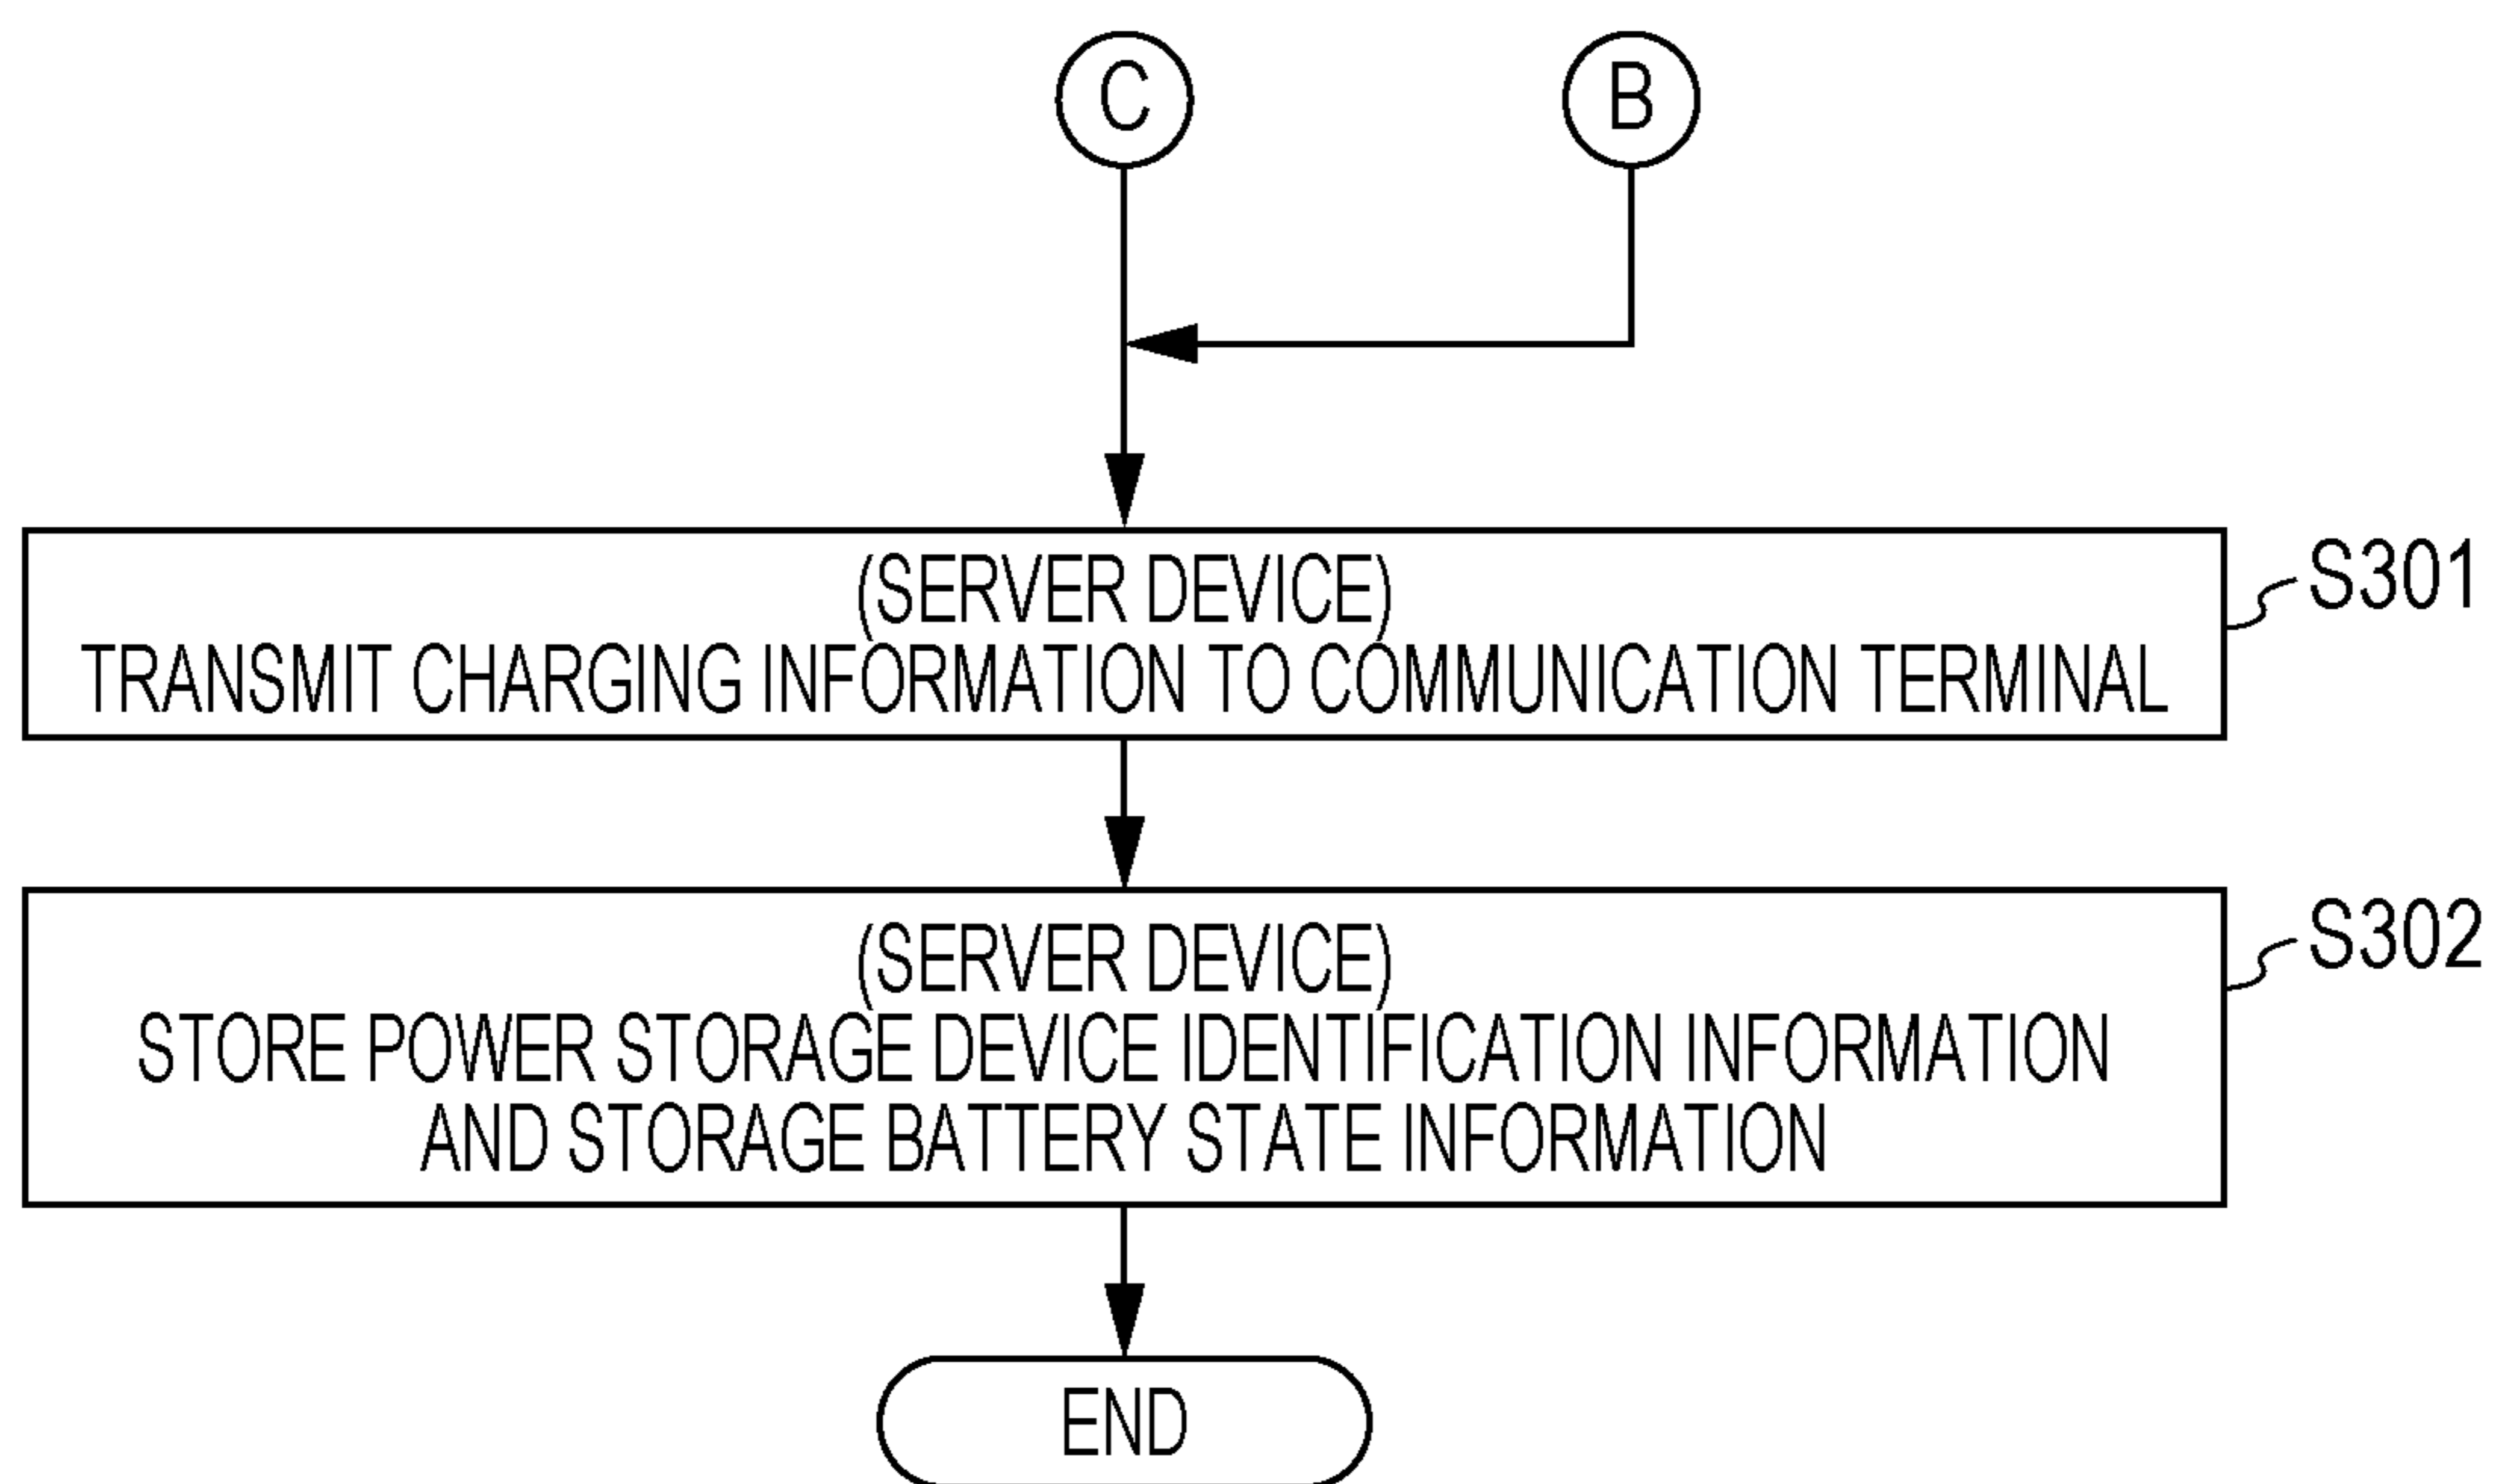 C
B
(SERVER DEVICE)
TRANSMIT CHARGING INFORMATION TO COMMUNICATION TERMINAL
S301
(SERVER DEVICE)
STORE POWER STORAGE DEVICE IDENTIFICATION INFORMATION
AND STORAGE BATTERY STATE INFORMATION
S302
END